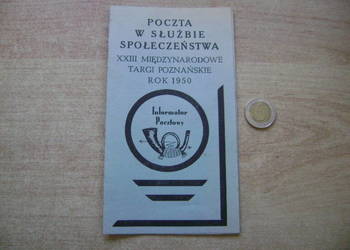 POCZTA
W SŁUŻBIE
SPOŁECZEŃSTWA
XXIII MIĘDZYNARODOWE
TARGI POZNAŃSKIE
ROK 1950
Informator
Pocztowy